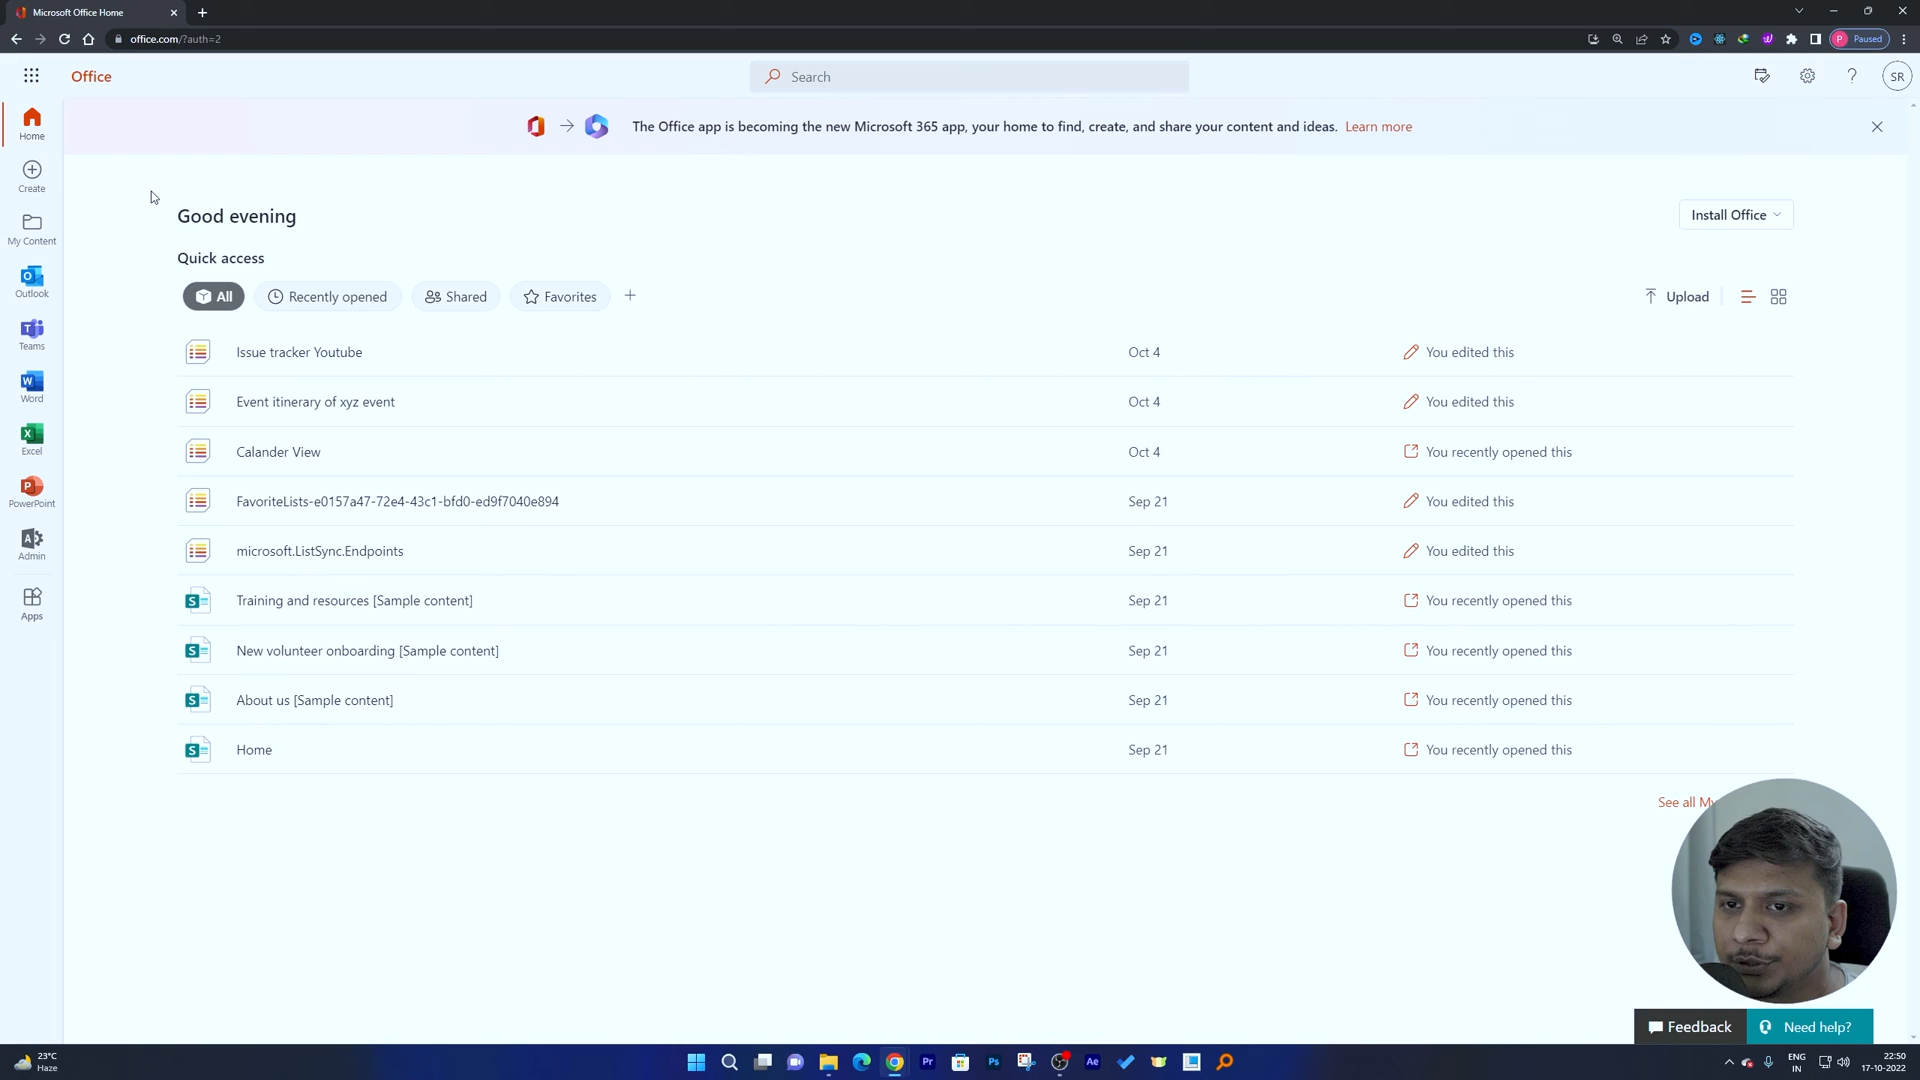 Microsoft Office Home
office.com/?auth=2
Paused
Office
Search
SR
Home
Create
My Content
Outlook
Teams
Word
Excel
PowerPoint
Admin
Apps
The Office app is becoming the new Microsoft 365 app, your home to find, create, and share your content and ideas. Learn more
Good evening
Install Office
Quick access
All
Recently opened
Shared
Favorites
Upload
Issue tracker Youtube Oct 4 You edited this
Event itinerary of xyz event Oct 4 You edited this
Calander View Oct 4 You recently opened this
FavoriteLists-e0157a47-72e4-43c1-bfd0-ed9f7040e894 Sep 21 You edited this
microsoft.ListSync.Endpoints Sep 21 You edited this
Training and resources [Sample content] Sep 21 You recently opened this
New volunteer onboarding [Sample content] Sep 21 You recently opened this
About us [Sample content] Sep 21 You recently opened this
Home Sep 21 You recently opened this
See all My
Feedback
Need help?
23°C
Haze
ENG
IN
22:50
17-10-2022